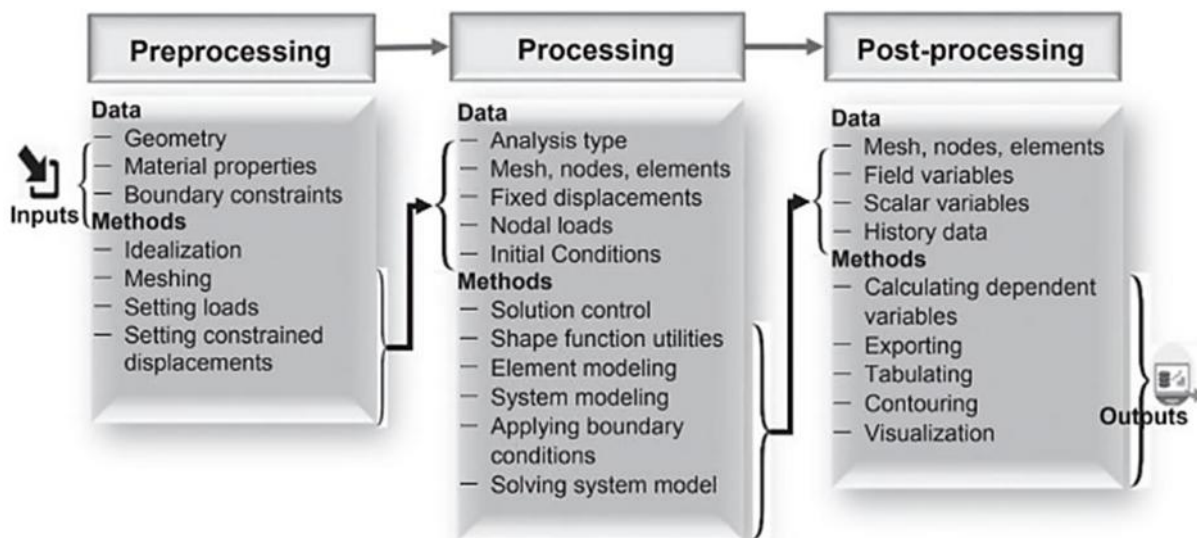 Preprocessing
Processing
Post-processing
Inputs
Data
— Geometry
— Material properties
— Boundary constraints
Methods
— Idealization
— Meshing
— Setting loads
— Setting constrained
displacements
Data
— Analysis type
— Mesh, nodes, elements
— Fixed displacements
— Nodal loads
— Initial Conditions
Methods
— Solution control
— Shape function utilities
— Element modeling
— System modeling
— Applying boundary
conditions
— Solving system model
Data
— Mesh, nodes, elements
— Field variables
— Scalar variables
— History data
Methods
— Calculating dependent
variables
— Exporting
— Tabulating
— Contouring
— Visualization
Outputs